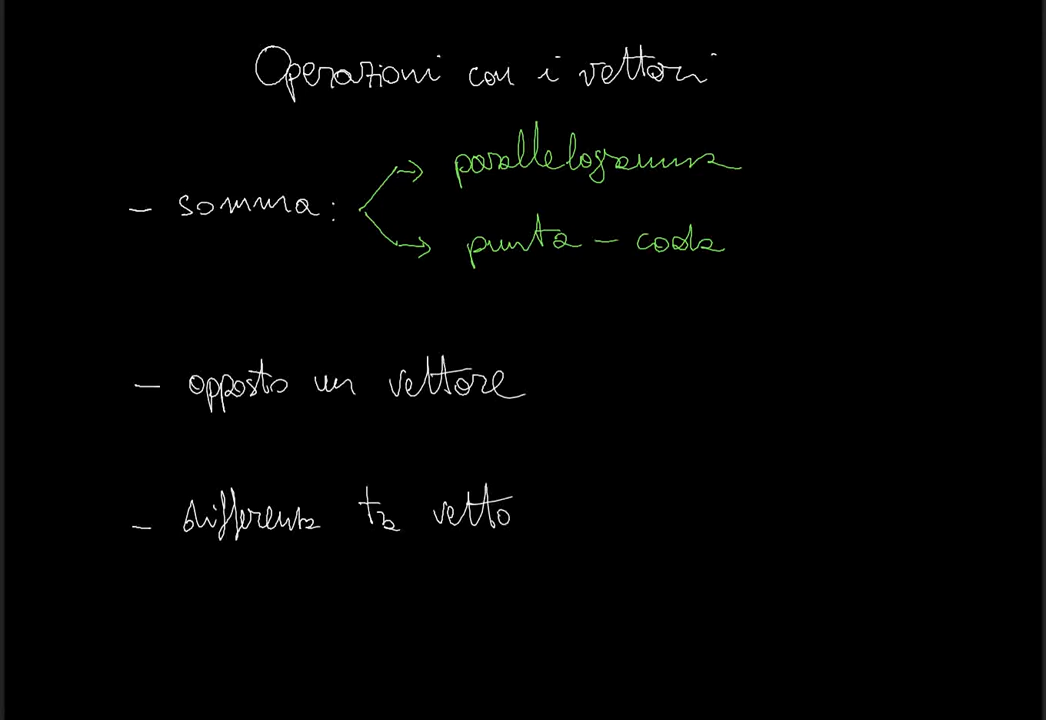 Operazioni con i vettori
parallelogramma
- somma:
punta - coda
- opposto un vettore
- differenza tra vetto